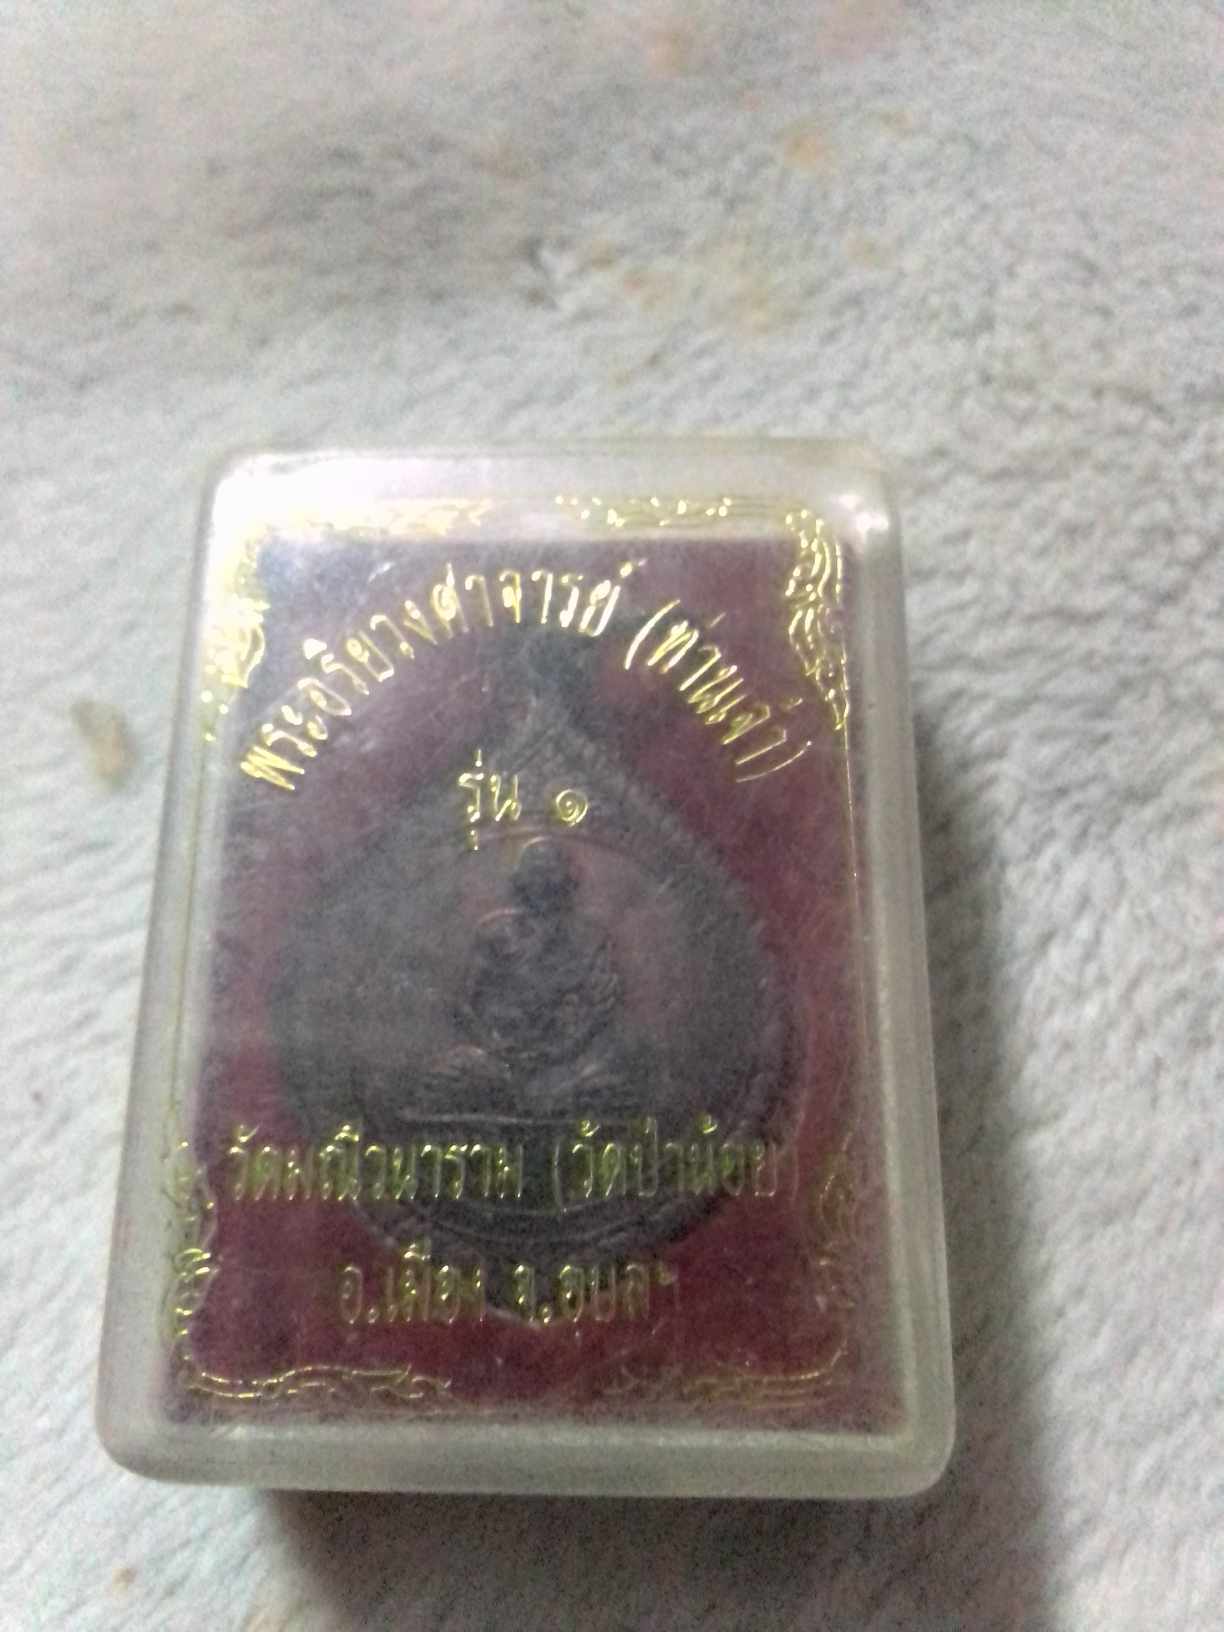 พระอริยวงศาจารย์ (ท่านเจ้า)
รุ่น ๑
วัดมณีวนาราม (วัดป่าน้อย)
อ.เมือง จ.อุบลฯ